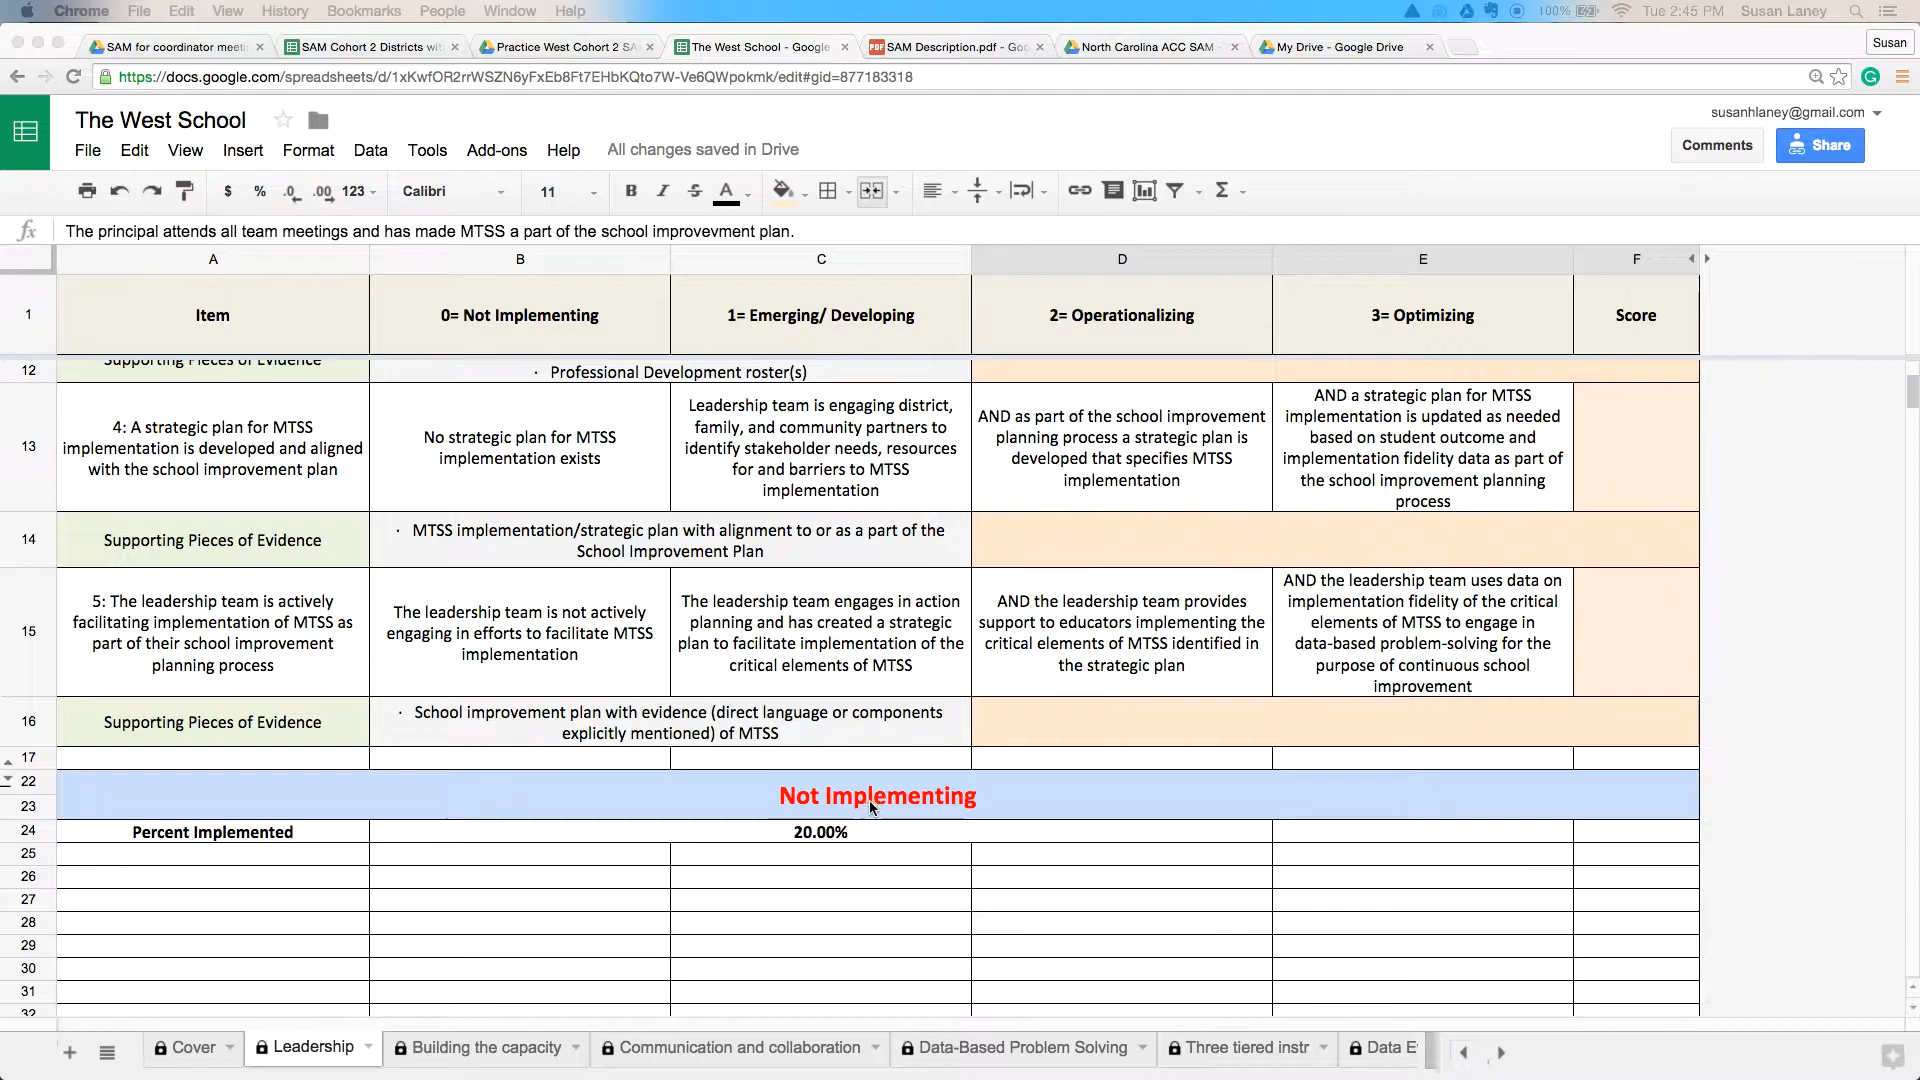 Chrome File Edit View History Bookmarks People Window Help 100% Tue 2:45 PM Susan Laney
SAM for coordinator meeti SAM Cohort 2 Districts wit Practice West Cohort 2 SA The West School - Google SAM Description.pdf - Goo North Carolina ACC SAM - My Drive - Google Drive Susan
https://docs.google.com/spreadsheets/d/1xKwfOR2rrWSZN6yFxEb8Ft7EHbKQto7W-Ve6QWpokmk/edit#gid=877183318
The West School susanhlaney@gmail.com
File Edit View Insert Format Data Tools Add-ons Help All changes saved in Drive Comments Share
$ % .0 .00 123 Calibri 11 B I S A Σ
fx The principal attends all team meetings and has made MTSS a part of the school improvevment plan.
A B C D E F
1 Item 0= Not Implementing 1= Emerging/ Developing 2= Operationalizing 3= Optimizing Score
12 Supporting Pieces of Evidence · Professional Development roster(s)
13
4: A strategic plan for MTSS
implementation is developed and aligned
with the school improvement plan
No strategic plan for MTSS
implementation exists
Leadership team is engaging district,
family, and community partners to
identify stakeholder needs, resources
for and barriers to MTSS
implementation
AND as part of the school improvement
planning process a strategic plan is
developed that specifies MTSS
implementation
AND a strategic plan for MTSS
implementation is updated as needed
based on student outcome and
implementation fidelity data as part of
the school improvement planning
process
14 Supporting Pieces of Evidence
· MTSS implementation/strategic plan with alignment to or as a part of the
School Improvement Plan
15
5: The leadership team is actively
facilitating implementation of MTSS as
part of their school improvement
planning process
The leadership team is not actively
engaging in efforts to facilitate MTSS
implementation
The leadership team engages in action
planning and has created a strategic
plan to facilitate implementation of the
critical elements of MTSS
AND the leadership team provides
support to educators implementing the
critical elements of MTSS identified in
the strategic plan
AND the leadership team uses data on
implementation fidelity of the critical
elements of MTSS to engage in
data-based problem-solving for the
purpose of continuous school
improvement
16 Supporting Pieces of Evidence
· School improvement plan with evidence (direct language or components
explicitly mentioned) of MTSS
17
22
Not Implementing
23
24 Percent Implemented 20.00%
25
26
27
28
29
30
31
32
Cover Leadership Building the capacity Communication and collaboration Data-Based Problem Solving Three tiered instr Data E